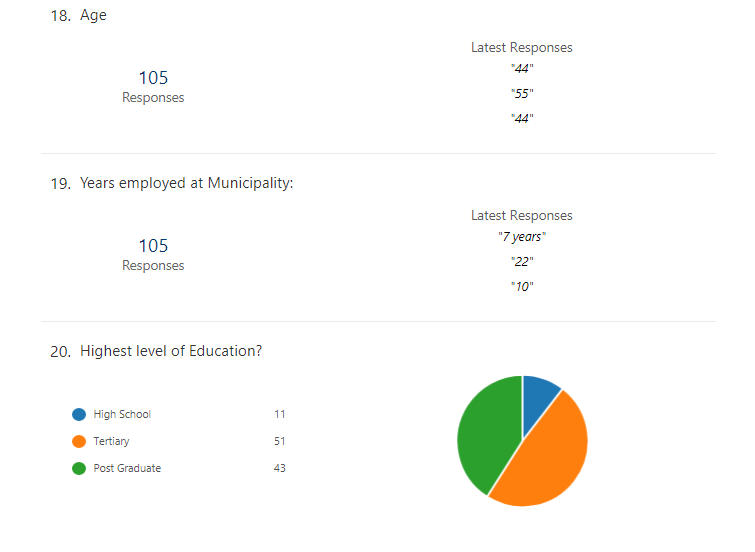 18. Age
105
Responses
Latest Responses
"44"
"55"
"44"
19. Years employed at Municipality:
105
Responses
Latest Responses
"7 years"
"22"
"10"
20. Highest level of Education?
High School 11
Tertiary 51
Post Graduate 43